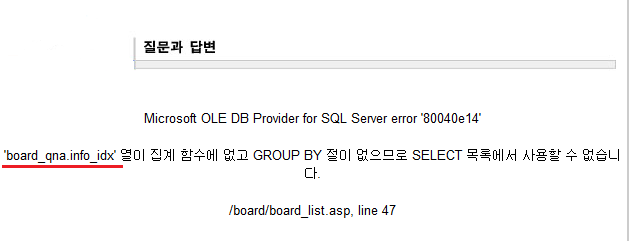 질문과 답변
Microsoft OLE DB Provider for SQL Server error '80040e14'
'board_qna.info_idx' 열이 집계 함수에 없고 GROUP BY 절이 없으므로 SELECT 목록에서 사용할 수 없습니
다.
/board/board_list.asp, line 47